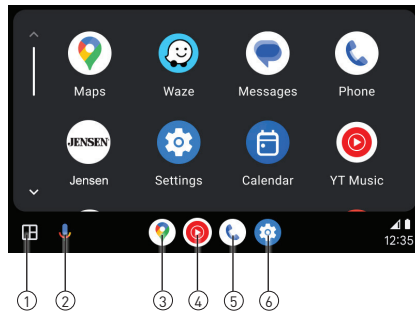 Maps Waze Messages Phone
JENSEN
Jensen Settings Calendar YT Music
12:35
1 2 3 4 5 6